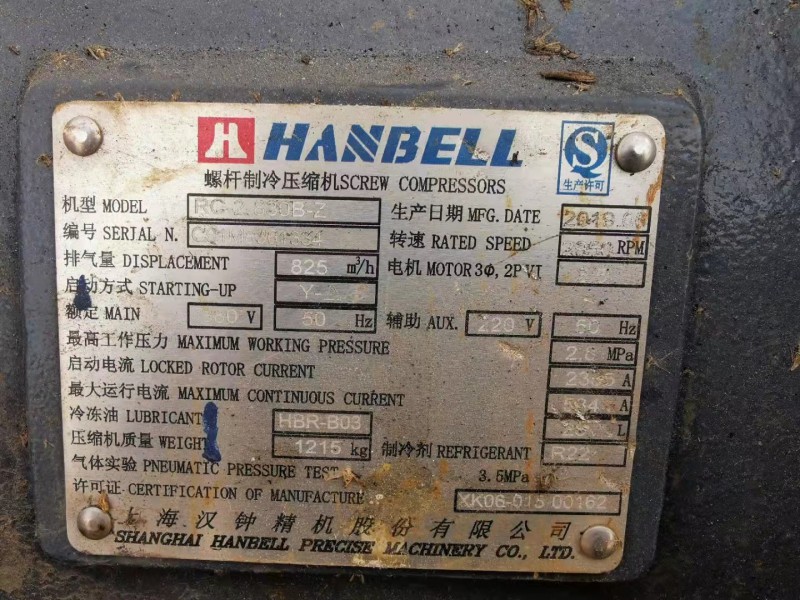 H HANBELL
QS 生产许可
螺杆制冷压缩机SCREW COMPRESSORS
机型 MODEL
生产日期 MFG. DATE
编号 SERIAL N.
转速 RATED SPEED RPM
排气量 DISPLACEMENT 825 m³/h
电机 MOTOR 3Φ, 2P VI
启动方式 STARTING-UP
额定 MAIN V 50 Hz
辅助 AUX. 220 V 50 Hz
最高工作压力 MAXIMUM WORKING PRESSURE MPa
启动电流 LOCKED ROTOR CURRENT A
最大运行电流 MAXIMUM CONTINUOUS CURRENT A
冷冻油 LUBRICANT HBR-B03 L
压缩机质量 WEIGHT 1215 kg
制冷剂 REFRIGERANT R22
气体实验 PNEUMATIC PRESSURE TEST 3.5MPa
许可证 CERTIFICATION OF MANUFACTURE. XK06-015 00162
上海汉钟精机股份有限公司
SHANGHAI HANBELL PRECISE MACHINERY CO., LTD.